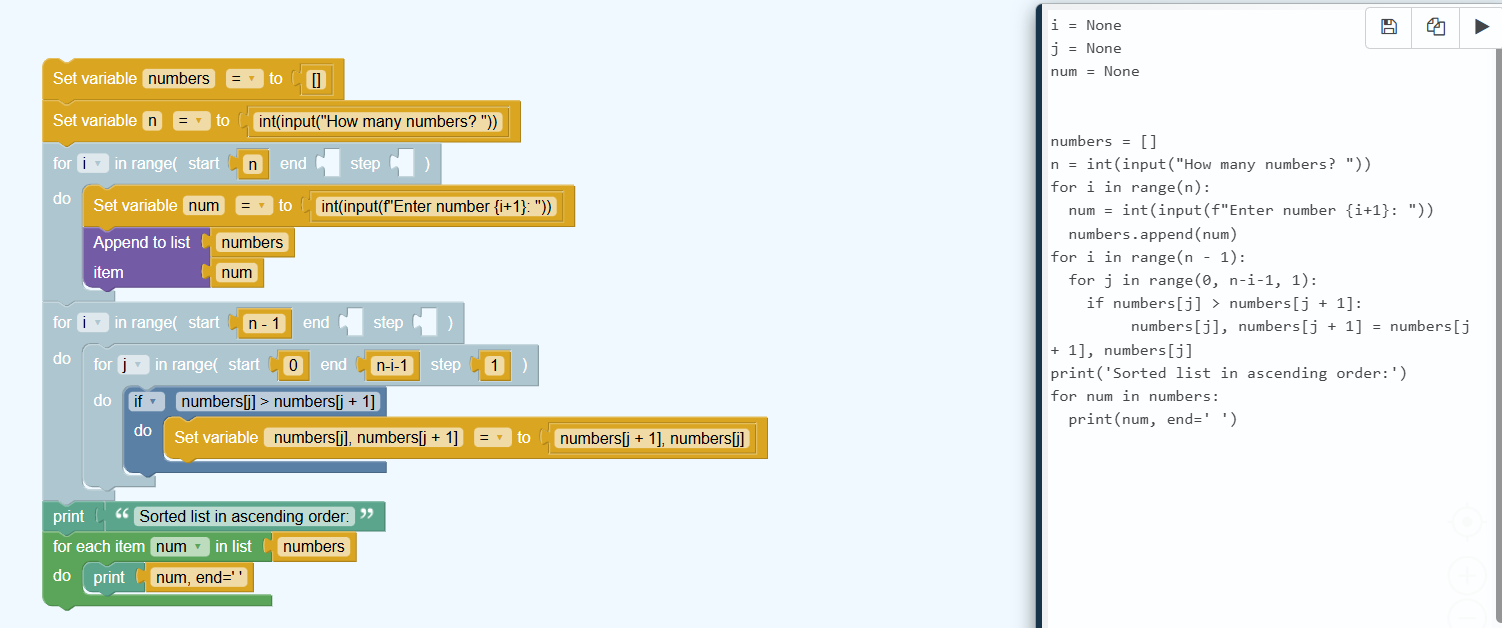 Set variable numbers = to []
Set variable n = to int(input("How many numbers? "))
for i in range( start n end step )
do Set variable num = to int(input(f"Enter number {i+1}: "))
Append to list numbers
item num
for i in range( start n - 1 end step )
do for j in range( start 0 end n-i-1 step 1 )
do if numbers[j] > numbers[j + 1]
do Set variable numbers[j], numbers[j + 1] = to numbers[j + 1], numbers[j]
print “ Sorted list in ascending order: ”
for each item num in list numbers
do print num, end=' '
i = None
j = None
num = None
numbers = []
n = int(input("How many numbers? "))
for i in range(n):
  num = int(input(f"Enter number {i+1}: "))
  numbers.append(num)
for i in range(n - 1):
  for j in range(0, n-i-1, 1):
    if numbers[j] > numbers[j + 1]:
         numbers[j], numbers[j + 1] = numbers[j
+ 1], numbers[j]
print('Sorted list in ascending order:')
for num in numbers:
  print(num, end=' ')